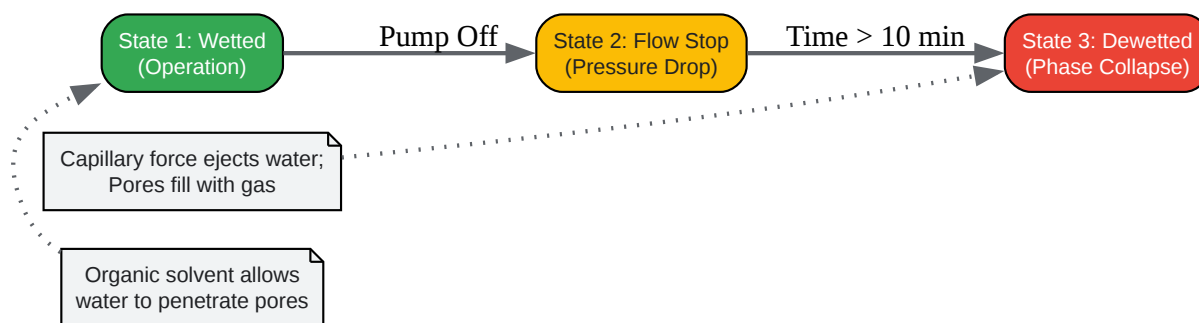 State 1: Wetted
(Operation)
Pump Off
State 2: Flow Stop
(Pressure Drop)
Time > 10 min
State 3: Dewetted
(Phase Collapse)
Capillary force ejects water;
Pores fill with gas
Organic solvent allows
water to penetrate pores